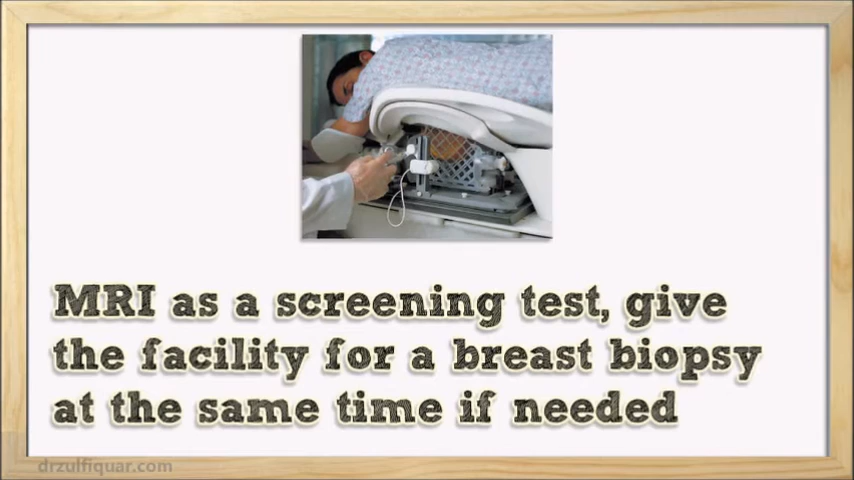 MRI as a screening test, give
the facility for a breast biopsy
at the same time if needed
drzulfiquar.com